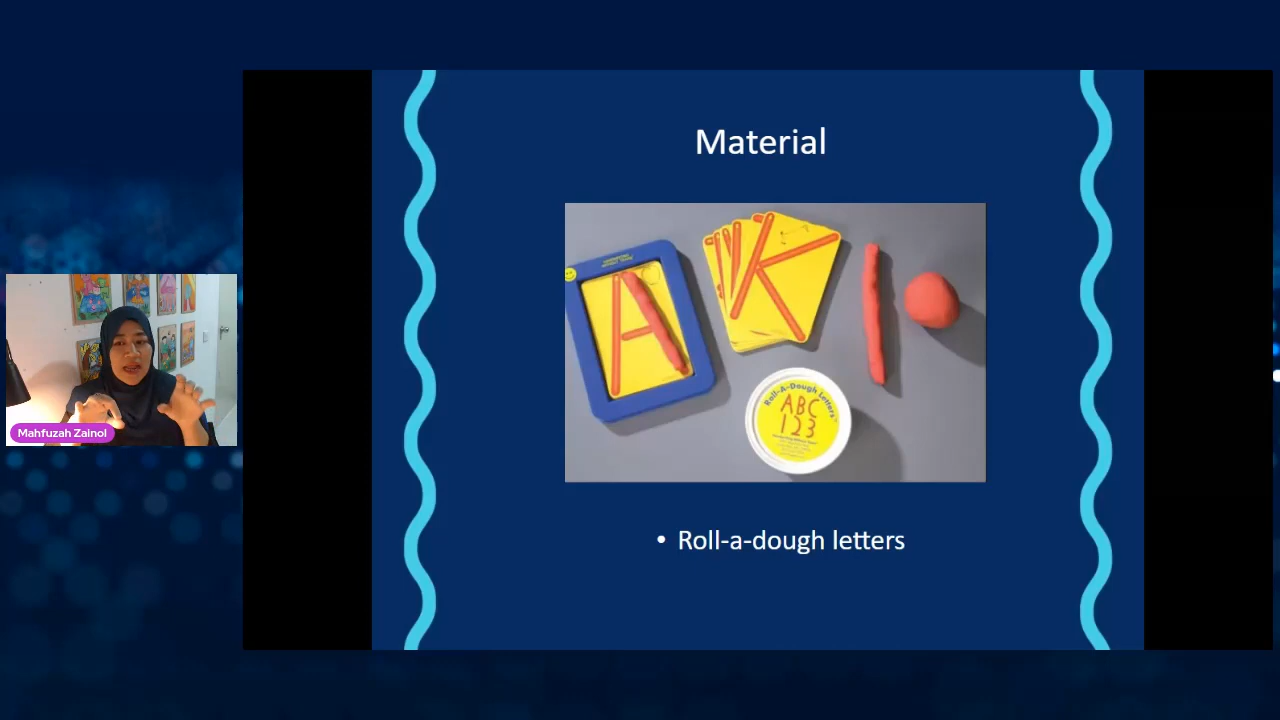 Material
A
K
Roll-A-Dough Letters
ABC
123
• Roll-a-dough letters
Mahfuzah Zainol